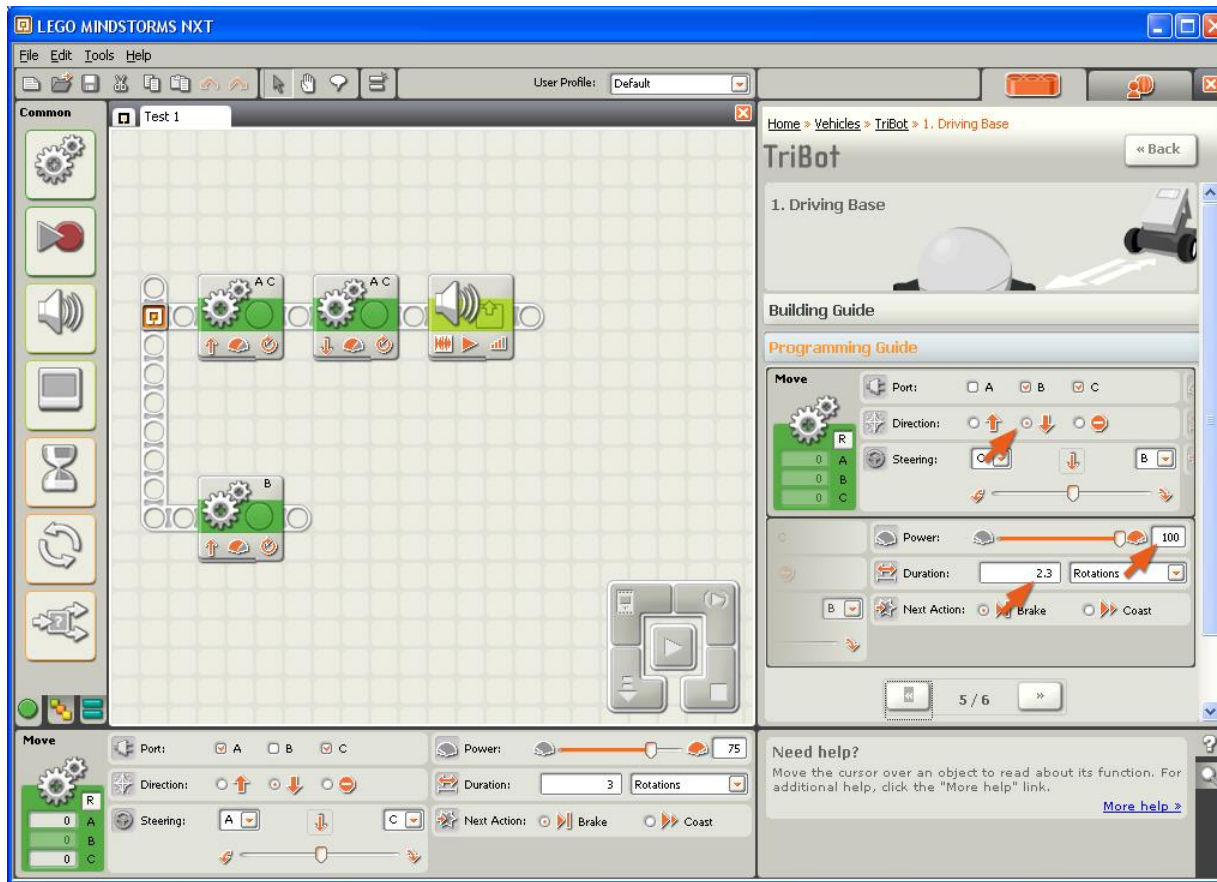 LEGO MINDSTORMS NXT
File Edit Tools Help
User Profile: Default
Common
Test 1
A C
A C
B
Home » Vehicles » TriBot » 1. Driving Base
TriBot
« Back
1. Driving Base
Building Guide
Programming Guide
Move
Port: A B C
Direction:
R
Steering: C B
0 A
0 B
0 C
C
Power: 100
Duration: 2.3 Rotations
B
Next Action: Brake Coast
5 / 6 »
Move
Port: A B C
Power: 75
Direction:
Duration: 3 Rotations
R
Steering: A C
Next Action: Brake Coast
0 A
0 B
0 C
Need help?
Move the cursor over an object to read about its function. For
additional help, click the "More help" link.
More help »
?